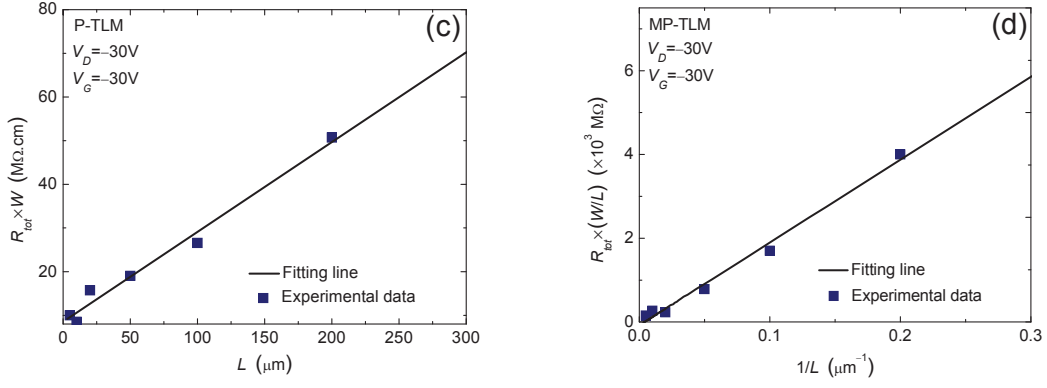 P-TLM
V_D=−30V
V_G=−30V
(c)
80
60
40
20
R_tot×W (MΩ.cm)
Fitting line
Experimental data
0 50 100 150 200 250 300
L (μm)
MP-TLM
V_D=−30V
V_G=−30V
(d)
6
4
2
0
R_tot×(W/L) (×10³ MΩ)
Fitting line
Experimental data
0.0 0.1 0.2 0.3
1/L (μm⁻¹)